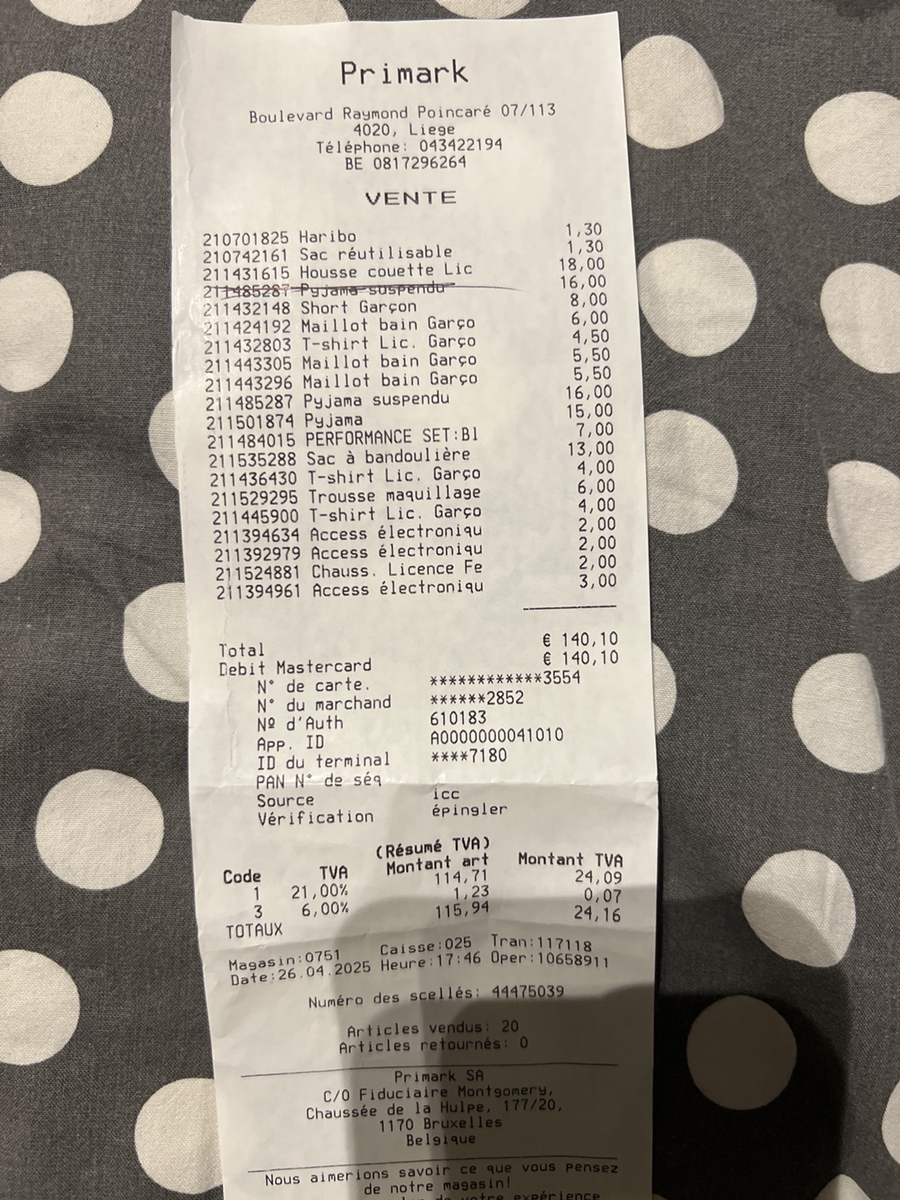 Primark
Boulevard Raymond Poincaré 07/113
4020, Liege
Téléphone: 043422194
BE 0817296264
VENTE
210701825 Haribo 1,30
210742161 Sac réutilisable 1,30
211431615 Housse couette Lic 18,00
211485287 Pyjama suspendu 16,00
211432148 Short Garçon 8,00
211424192 Maillot bain Garço 6,00
211432803 T-shirt Lic. Garço 4,50
211443305 Maillot bain Garço 5,50
211443296 Maillot bain Garço 5,50
211485287 Pyjama suspendu 16,00
211501874 Pyjama 15,00
211484015 PERFORMANCE SET:Bl 7,00
211535288 Sac à bandoulière 13,00
211436430 T-shirt Lic. Garço 4,00
211529295 Trousse maquillage 6,00
211445900 T-shirt Lic. Garço 4,00
211394634 Access électroniqu 2,00
211392979 Access électroniqu 2,00
211524881 Chauss. Licence Fe 2,00
211394961 Access électroniqu 3,00
Total € 140,10
Debit Mastercard € 140,10
N° de carte. ************3554
N° du marchand ******2852
Nº d'Auth 610183
App. ID A0000000041010
ID du terminal ****7180
PAN N° de séq
Source icc
Vérification épingler
(Résumé TVA)
Code TVA Montant art Montant TVA
1 21,00% 114,71 24,09
3 6,00% 1,23 0,07
TOTAUX 115,94 24,16
Magasin:0751 Caisse:025 Tran:117118
Date:26.04.2025 Heure:17:46 Oper:10658911
Numéro des scellés: 44475039
Articles vendus: 20
Articles retournés: 0
Primark SA
C/O Fiduciaire Montgomery,
Chaussée de la Hulpe, 177/20,
1170 Bruxelles
Belgique
Nous aimerions savoir ce que vous pensez
de notre magasin!
de votre expérience